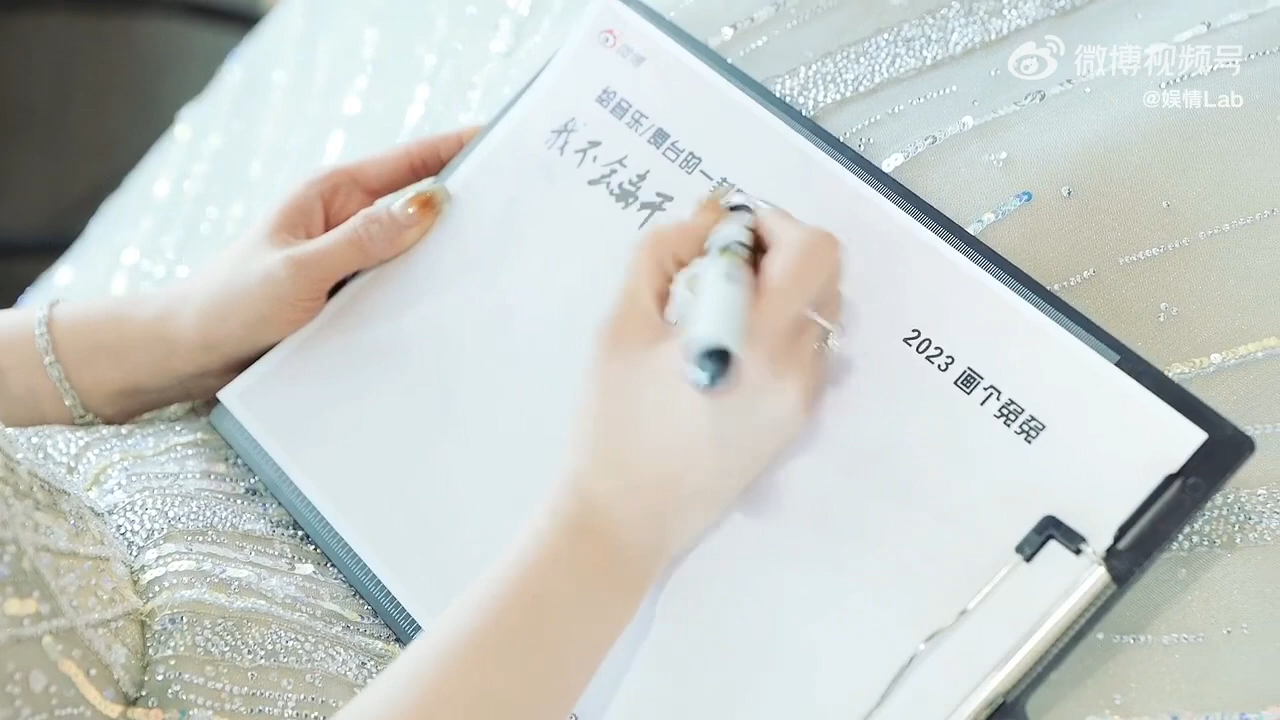 微博视频号
@娱情Lab
微博
给音乐/舞台的一封
我不会离开
2023 画个兔兔